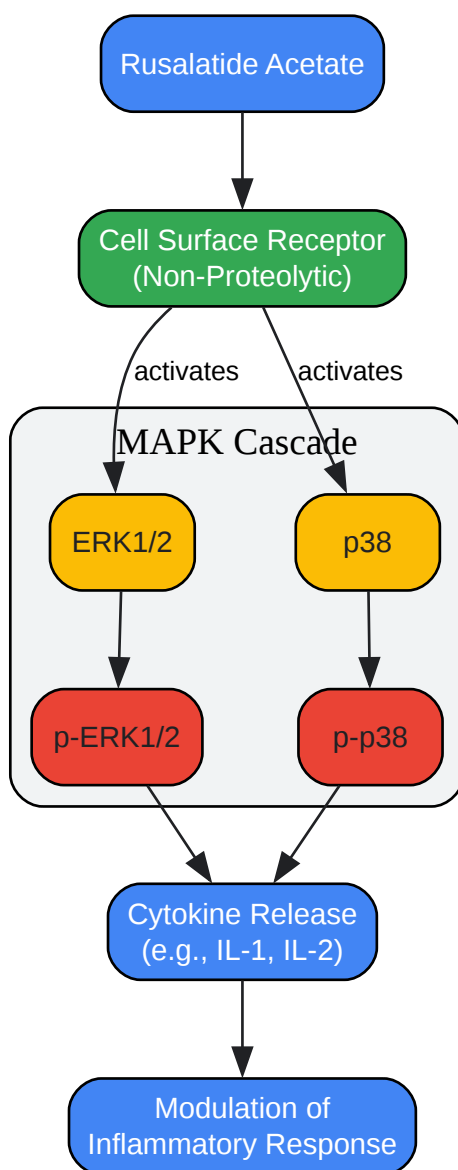 Rusalatide Acetate
Cell Surface Receptor
(Non-Proteolytic)
activates
activates
MAPK Cascade
ERK1/2
p38
p-ERK1/2
p-p38
Cytokine Release
(e.g., IL-1, IL-2)
Modulation of
Inflammatory Response